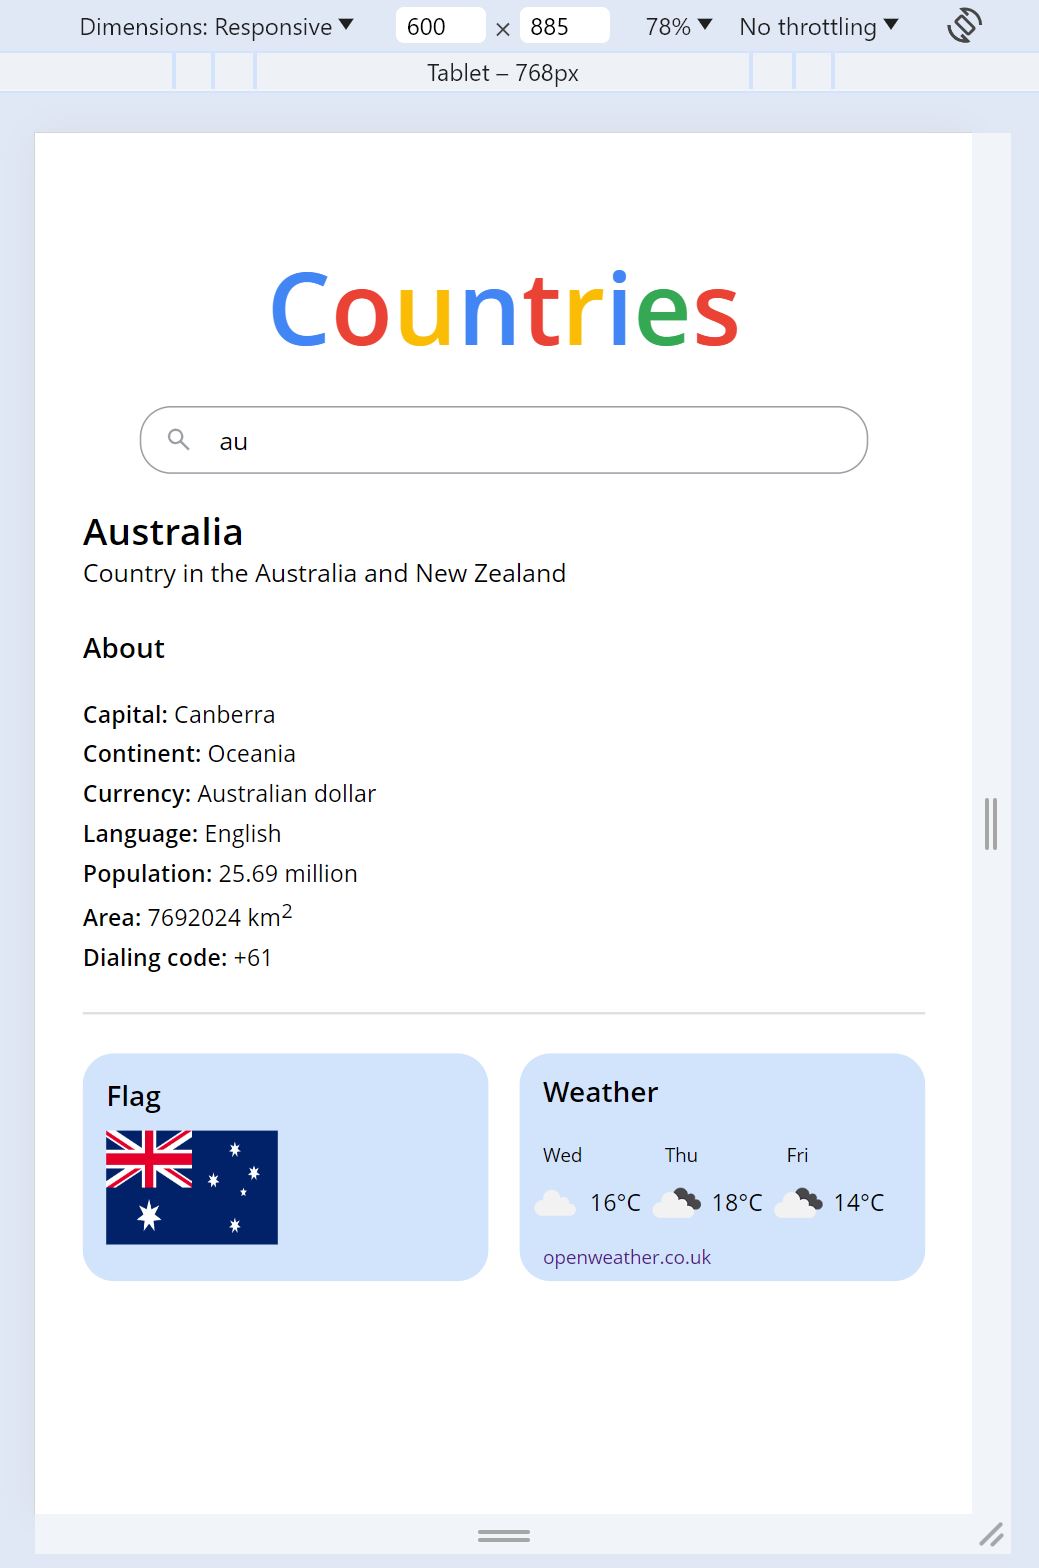 Dimensions: Responsive ▼ 600 × 885 78% ▼ No throttling ▼
Tablet – 768px
Countries
au
Australia
Country in the Australia and New Zealand
About
Capital: Canberra
Continent: Oceania
Currency: Australian dollar
Language: English
Population: 25.69 million
Area: 7692024 km²
Dialing code: +61
Flag
Weather
Wed Thu Fri
16°C 18°C 14°C
openweather.co.uk